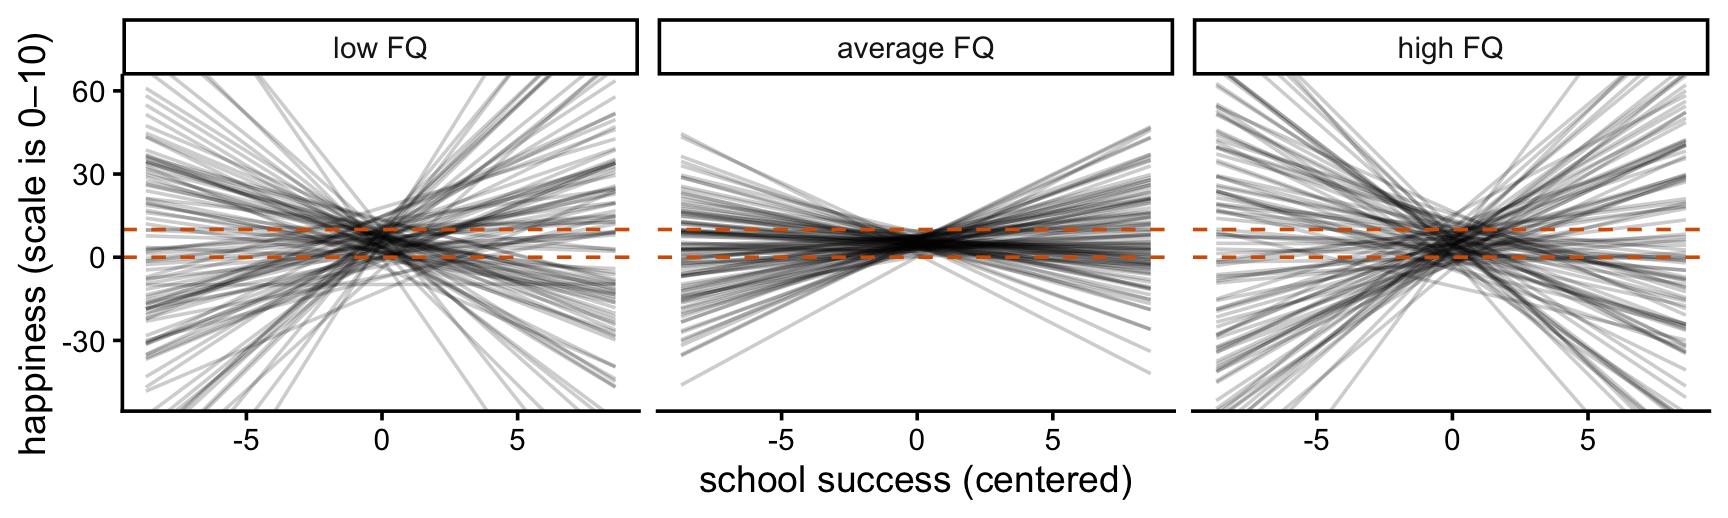 low FQ
average FQ
high FQ
happiness (scale is 0–10)
60
30
0
-30
-5 0 5
-5 0 5
-5 0 5
school success (centered)